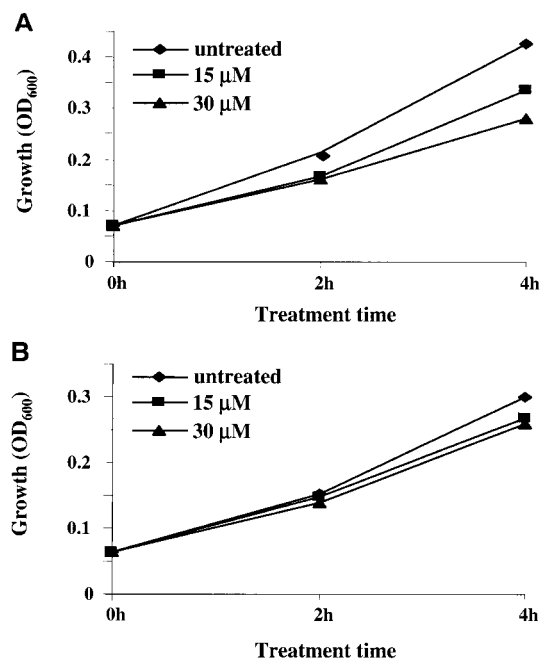 A
untreated
15 μM
30 μM
Growth (OD600)
0.4
0.3
0.2
0.1
0
0h
2h
4h
Treatment time
B
untreated
15 μM
30 μM
Growth (OD600)
0.3
0.2
0.1
0
0h
2h
4h
Treatment time